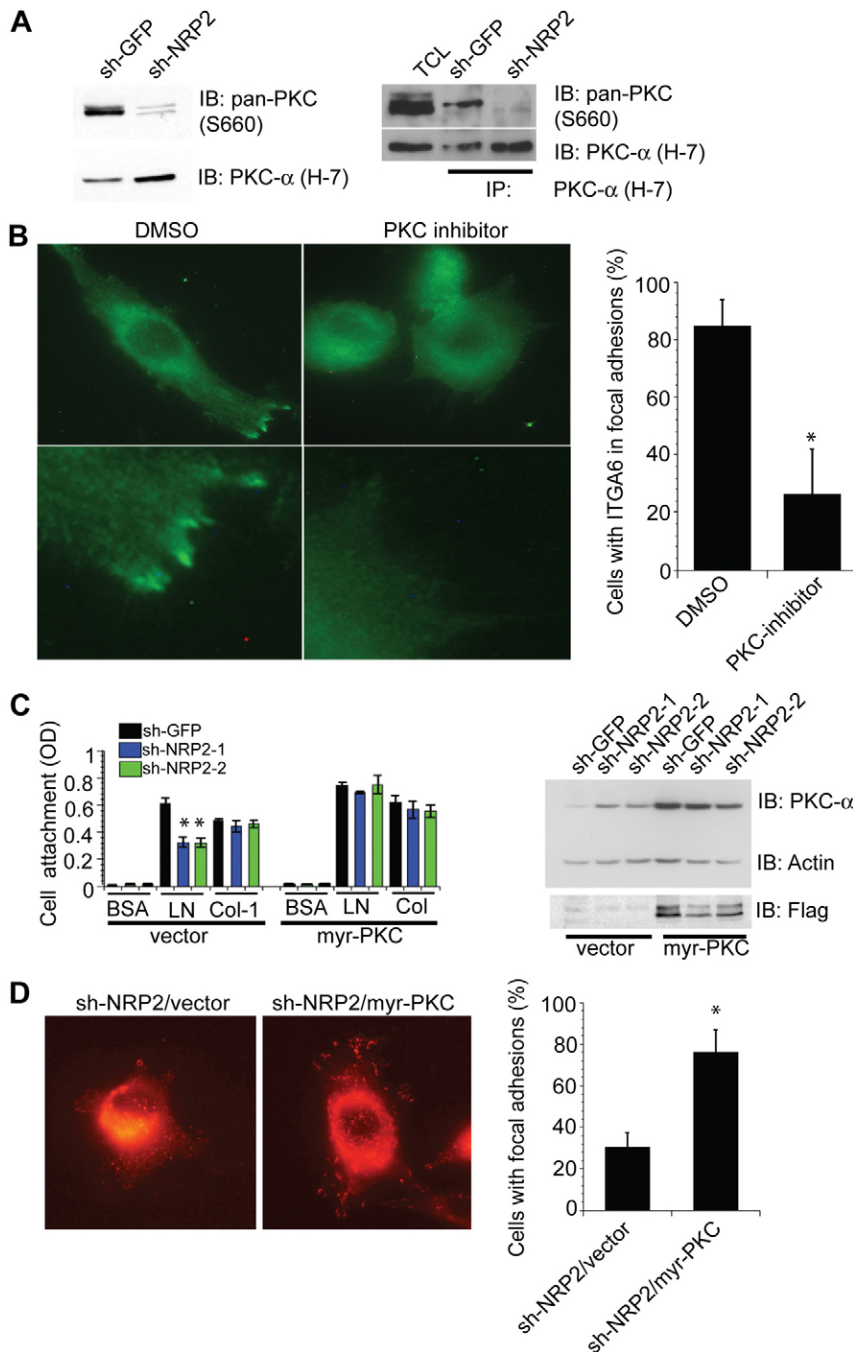 A
sh-GFP
sh-NRP2
IB: pan-PKC
(S660)
IB: PKC-α (H-7)
TCL
sh-GFP
sh-NRP2
IB: pan-PKC
(S660)
IB: PKC-α (H-7)
IP: PKC-α (H-7)
B
DMSO
PKC inhibitor
Cells with ITGA6 in focal adhesions (%)
100
80
60
40
20
0
*
DMSO
PKC-inhibitor
C
sh-GFP
sh-NRP2-1
sh-NRP2-2
Cell attachment (OD)
1
0.8
0.6
0.4
0.2
0
* *
BSA LN Col-1 BSA LN Col
vector myr-PKC
sh-GFP
sh-NRP2-1
sh-NRP2-2
sh-GFP
sh-NRP2-1
sh-NRP2-2
IB: PKC-α
IB: Actin
IB: Flag
vector myr-PKC
D
sh-NRP2/vector
sh-NRP2/myr-PKC
Cells with focal adhesions (%)
100
80
60
40
20
0
*
sh-NRP2/vector
sh-NRP2/myr-PKC